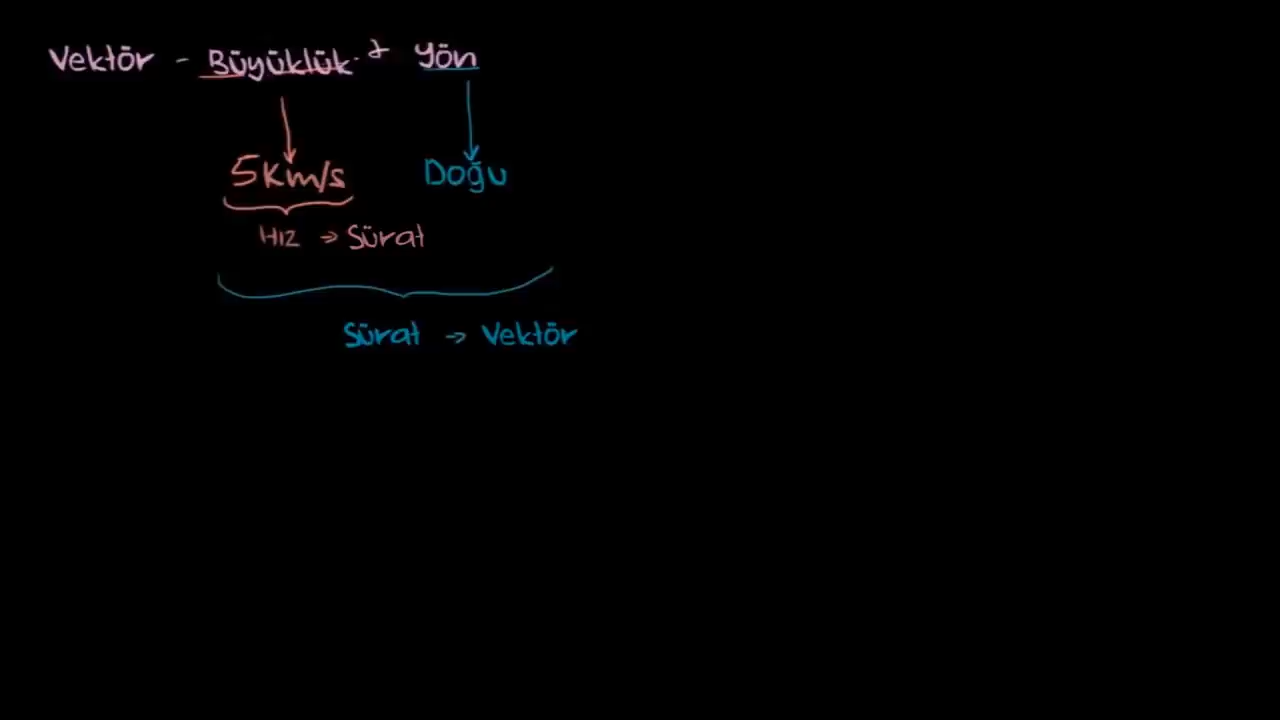 Vektör - Büyüklük + Yön
5km/s Doğu
Hız → Sürat
Sürat → Vektör